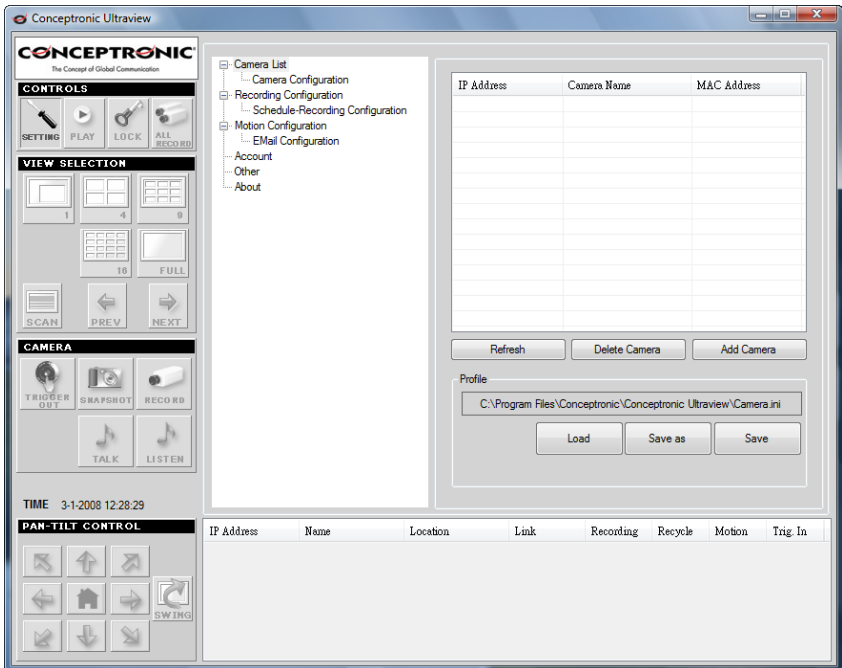 Conceptronic Ultraview
CONCEPTRONIC
The Concept of Global Communication
CONTROLS
SETTING PLAY LOCK ALL RECORD
VIEW SELECTION
1 4 9
16 FULL
SCAN PREV NEXT
CAMERA
TRIGGER OUT SNAPSHOT RECORD
TALK LISTEN
TIME 3-1-2008 12:28:29
PAN-TILT CONTROL
SWING
Camera List
Camera Configuration
Recording Configuration
Schedule-Recording Configuration
Motion Configuration
EMail Configuration
Account
Other
About
IP Address Camera Name MAC Address
Refresh Delete Camera Add Camera
Profile
C:\Program Files\Conceptronic\Conceptronic Ultraview\Camera.ini
Load Save as Save
IP Address Name Location Link Recording Recycle Motion Trig. In